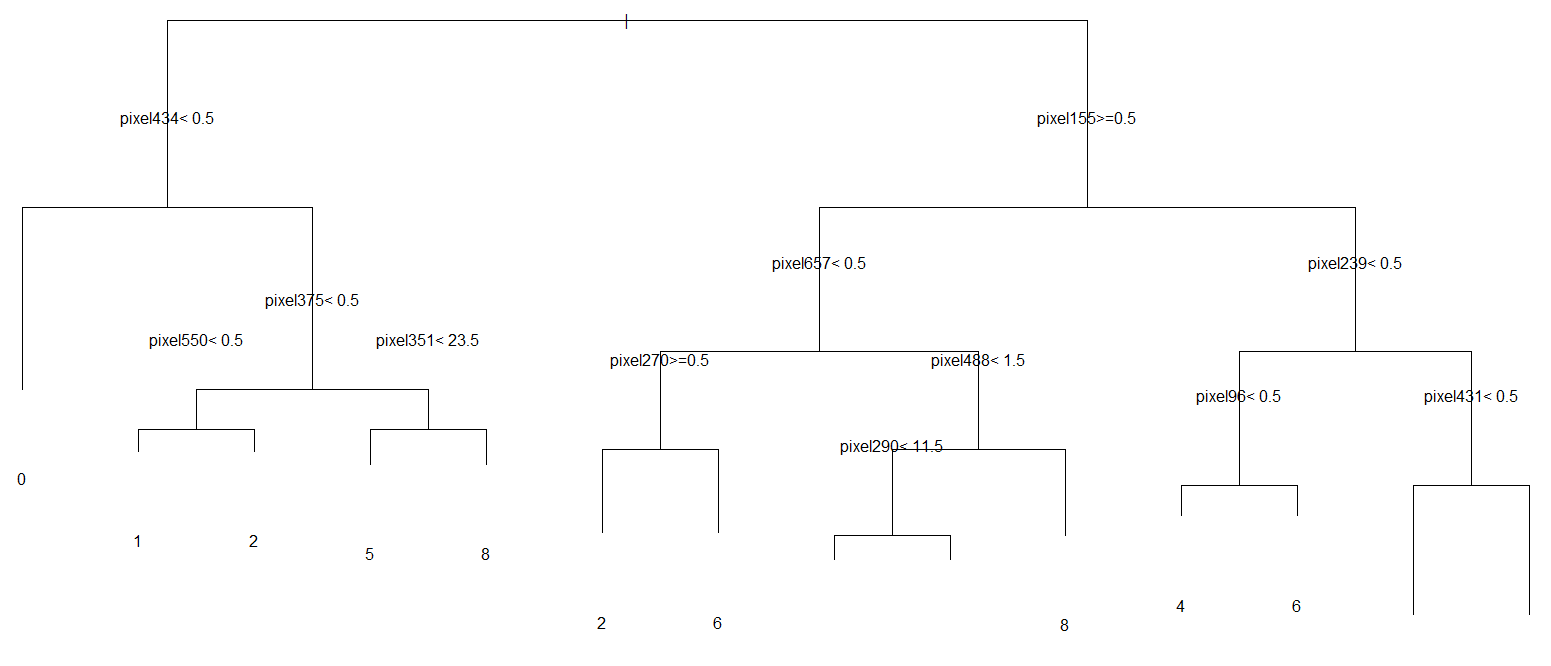 pixel434< 0.5
pixel155>=0.5
pixel657< 0.5
pixel239< 0.5
pixel375< 0.5
pixel550< 0.5
pixel351< 23.5
pixel270>=0.5
pixel488< 1.5
pixel96< 0.5
pixel431< 0.5
pixel290< 11.5
0
1
2
5
8
4
6
2
6
8